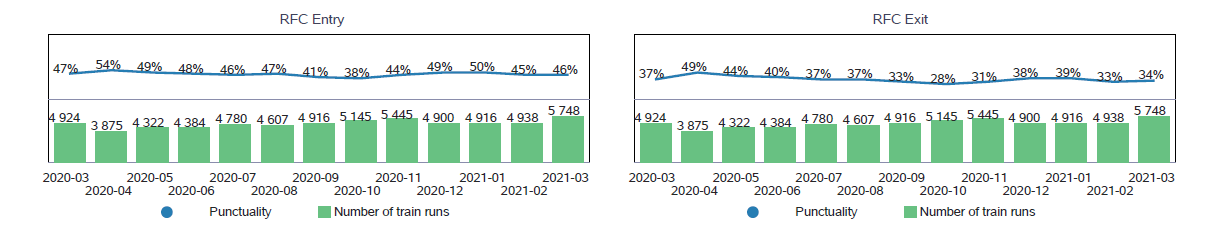 RFC Entry
47% 54% 49% 48% 46% 47% 41% 38% 44% 49% 50% 45% 46%
4 924 3 875 4 322 4 384 4 780 4 607 4 916 5 145 5 445 4 900 4 916 4 938 5 748
2020-03 2020-05 2020-07 2020-09 2020-11 2021-01 2021-03
2020-04 2020-06 2020-08 2020-10 2020-12 2021-02
Punctuality Number of train runs
RFC Exit
37% 49% 44% 40% 37% 37% 33% 28% 31% 38% 39% 33% 34%
4 924 3 875 4 322 4 384 4 780 4 607 4 916 5 145 5 445 4 900 4 916 4 938 5 748
2020-03 2020-05 2020-07 2020-09 2020-11 2021-01 2021-03
2020-04 2020-06 2020-08 2020-10 2020-12 2021-02
Punctuality Number of train runs